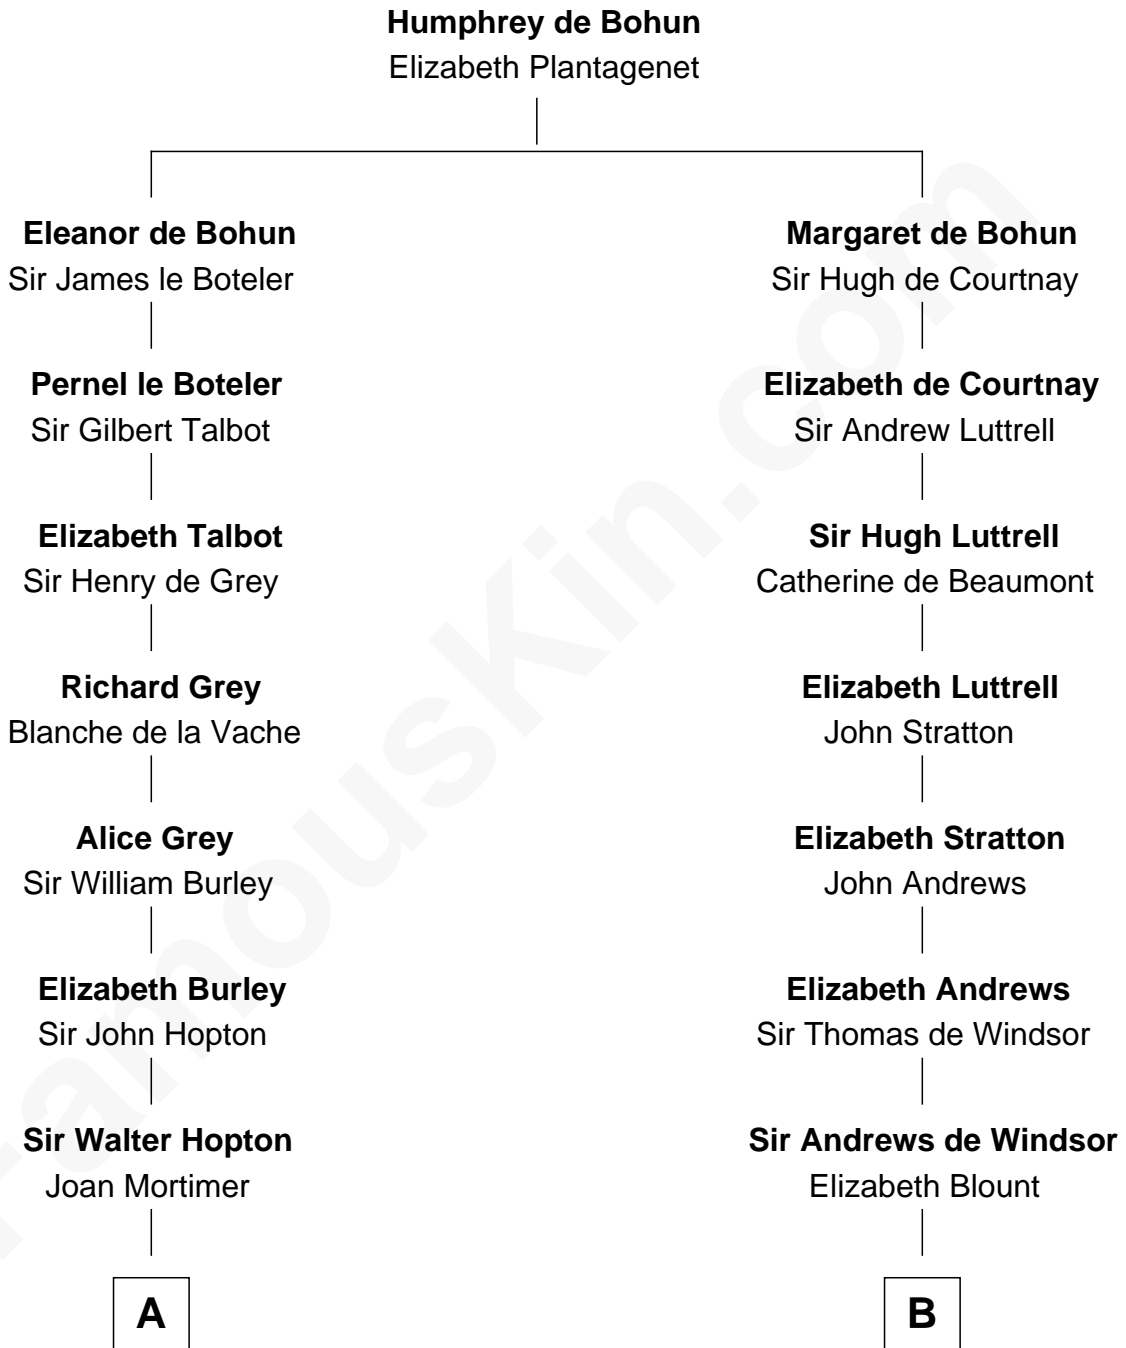 Humphrey de Bohun
Elizabeth Plantagenet
Eleanor de Bohun
Sir James le Boteler
Margaret de Bohun
Sir Hugh de Courtnay
Pernel le Boteler
Sir Gilbert Talbot
Elizabeth de Courtnay
Sir Andrew Luttrell
Elizabeth Talbot
Sir Henry de Grey
Sir Hugh Luttrell
Catherine de Beaumont
Richard Grey
Blanche de la Vache
Elizabeth Luttrell
John Stratton
Alice Grey
Sir William Burley
Elizabeth Stratton
John Andrews
Elizabeth Burley
Sir John Hopton
Elizabeth Andrews
Sir Thomas de Windsor
Sir Walter Hopton
Joan Mortimer
Sir Andrews de Windsor
Elizabeth Blount
A
B
FamousKin.com